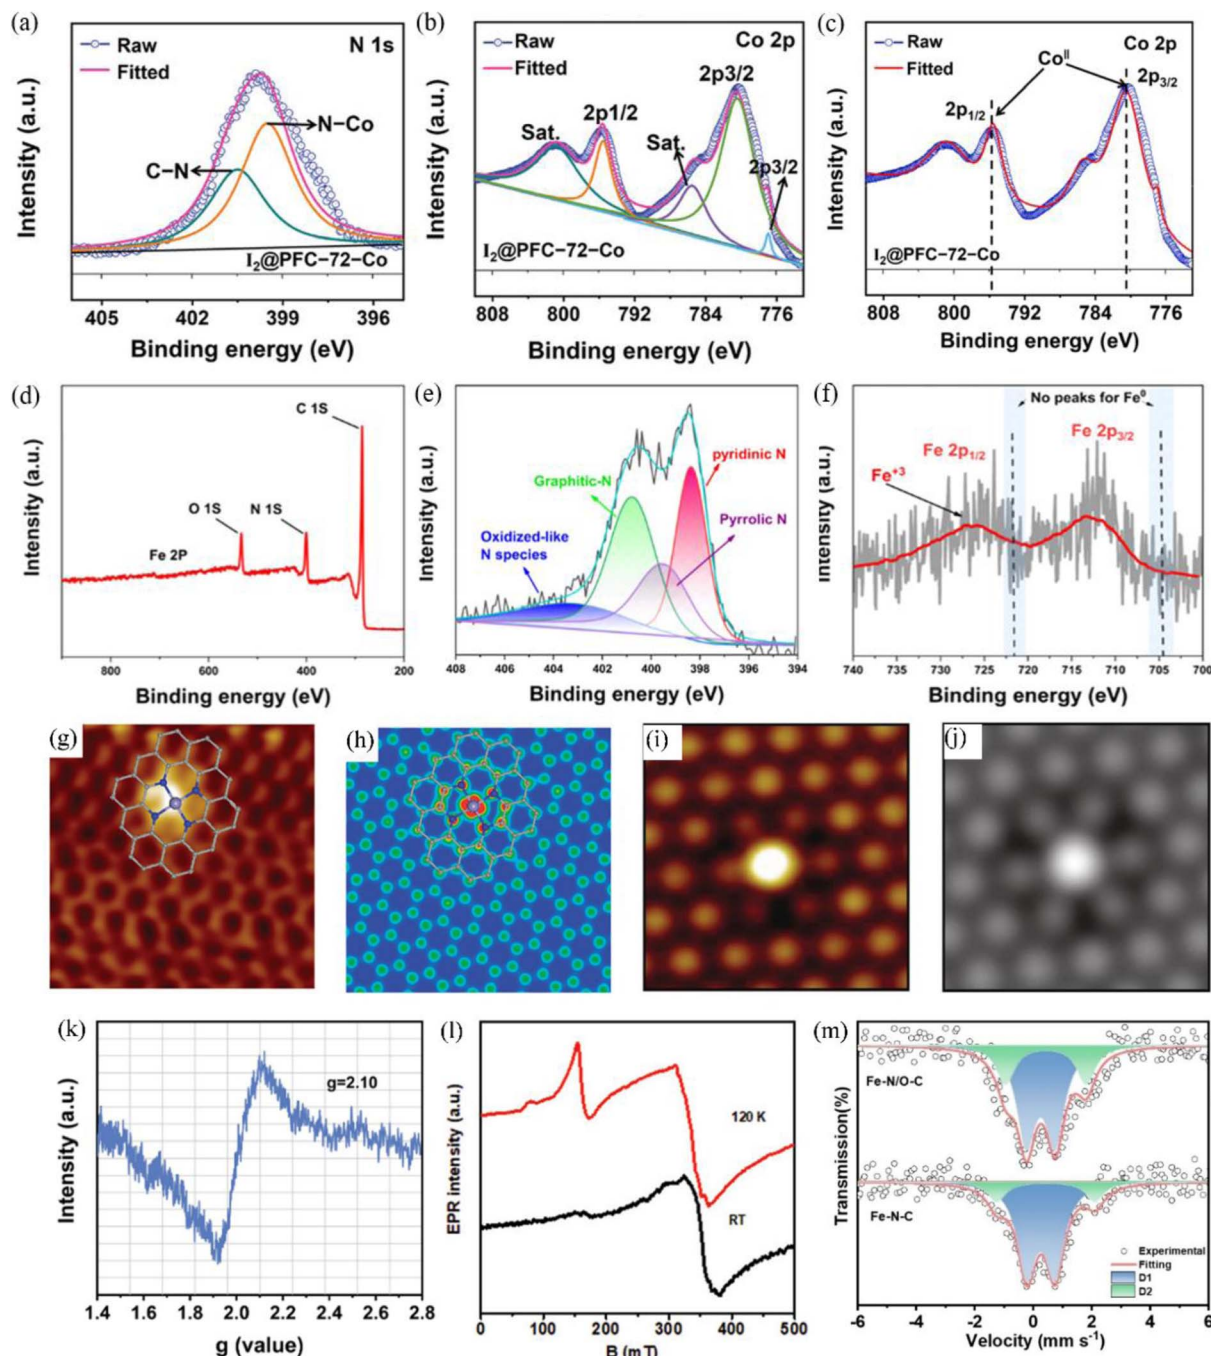 (a)
Raw
Fitted
N 1s
N−Co
C−N
I₂@PFC−72−Co
Intensity (a.u.)
405 402 399 396
Binding energy (eV)
(b)
Raw
Fitted
Co 2p
2p3/2
2p1/2
Sat.
Sat.
2p3/2
I₂@PFC−72−Co
Intensity (a.u.)
808 800 792 784 776
Binding energy (eV)
(c)
Raw
Fitted
Co 2p
Coᴵᴵ
2p₃/₂
2p₁/₂
I₂@PFC−72−Co
Intensity (a.u.)
808 800 792 784 776
Binding energy (eV)
(d)
C 1S
O 1S
N 1S
Fe 2P
Intensity (a.u.)
800 600 400 200
Binding energy (eV)
(e)
pyridinic N
Graphitic-N
Pyrrolic N
Oxidized-like
N species
Intensity (a.u.)
408 406 404 402 400 398 396 394
Binding energy (eV)
(f)
No peaks for Fe⁰
Fe 2p₃/₂
Fe 2p₁/₂
Fe⁺³
Intensity (a.u.)
740 735 730 725 720 715 710 705 700
Binding energy (eV)
(g)
(h)
(i)
(j)
(k)
g=2.10
Intensity (a.u.)
1.4 1.6 1.8 2.0 2.2 2.4 2.6 2.8
g (value)
(l)
120 K
RT
EPR intensity (a.u.)
0 100 200 300 400 500
B (mT)
(m)
Fe-N/O-C
Fe-N-C
Experimental
Fitting
D1
D2
Transmission(%)
-6 -4 -2 0 2 4 6
Velocity (mm s⁻¹)